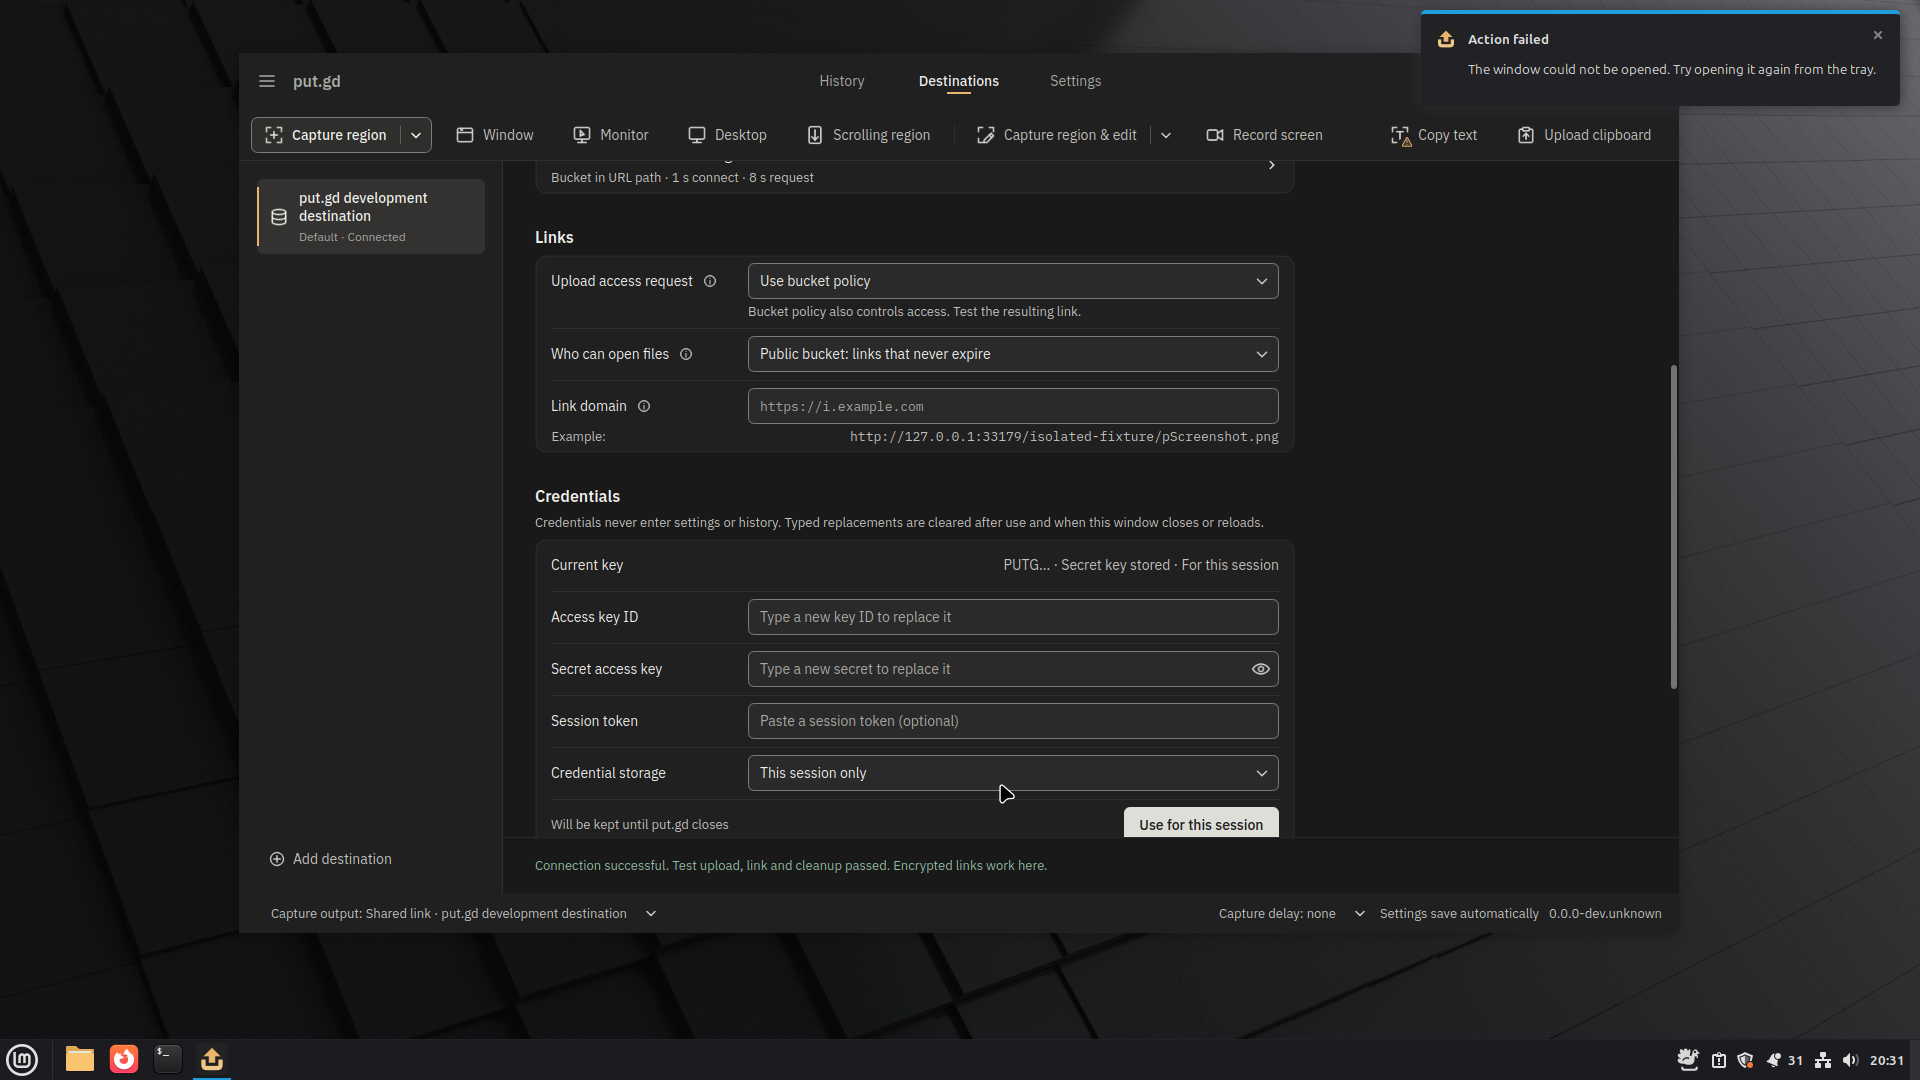 Action failed
The window could not be opened. Try opening it again from the tray.
put.gd
History
Destinations
Settings
Capture region
Window
Monitor
Desktop
Scrolling region
Capture region & edit
Record screen
Copy text
Upload clipboard
put.gd development
destination
Default · Connected
Bucket in URL path · 1 s connect · 8 s request
Links
Upload access request
Use bucket policy
Bucket policy also controls access. Test the resulting link.
Who can open files
Public bucket: links that never expire
Link domain
https://i.example.com
Example:
http://127.0.0.1:33179/isolated-fixture/pScreenshot.png
Credentials
Credentials never enter settings or history. Typed replacements are cleared after use and when this window closes or reloads.
Current key
PUTG... · Secret key stored · For this session
Access key ID
Type a new key ID to replace it
Secret access key
Type a new secret to replace it
Session token
Paste a session token (optional)
Credential storage
This session only
Will be kept until put.gd closes
Use for this session
Add destination
Connection successful. Test upload, link and cleanup passed. Encrypted links work here.
Capture output: Shared link · put.gd development destination
Capture delay: none
Settings save automatically
0.0.0-dev.unknown
31
20:31